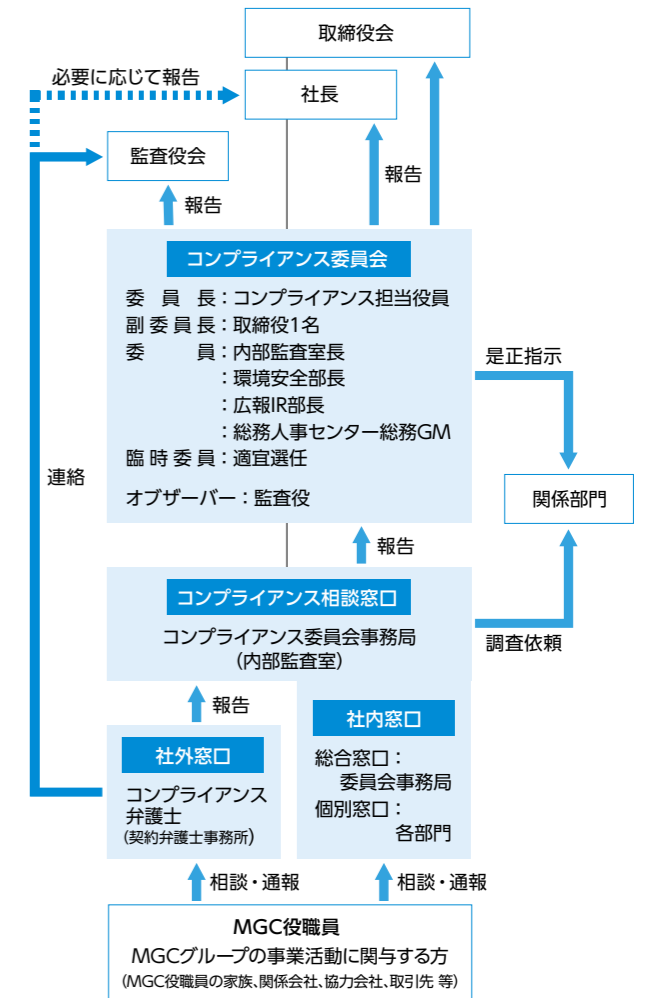 取締役会
必要に応じて報告
社長
監査役会
報告
報告
コンプライアンス委員会
委員長：コンプライアンス担当役員
副委員長：取締役1名
委員：内部監査室長
：環境安全部長
：広報IR部長
：総務人事センター総務GM
臨時委員：適宜選任
オブザーバー：監査役
是正指示
連絡
関係部門
報告
コンプライアンス相談窓口
コンプライアンス委員会事務局
(内部監査室)
調査依頼
報告
社外窓口
コンプライアンス
弁護士
(契約弁護士事務所)
社内窓口
総合窓口：
委員会事務局
個別窓口：
各部門
相談・通報
相談・通報
MGC役職員
MGCグループの事業活動に関与する方
(MGC役職員の家族、関係会社、協力会社、取引先 等)